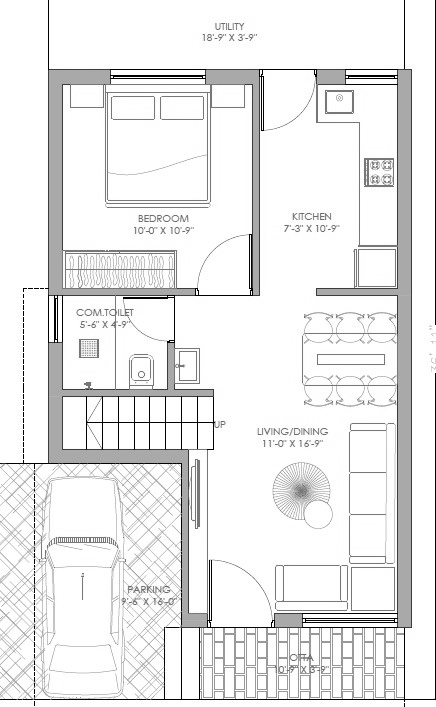 UTILITY
18'-9" X 3'-9"
BEDROOM
10'-0" X 10'-9"
KITCHEN
7'-3" X 10'-9"
COM.TOILET
5'-6" X 4'-9"
UP
LIVING/DINING
11'-0" X 16'-9"
PARKING
9'-6" X 16'-0"
OTTA
10'-9" X 3'-9"